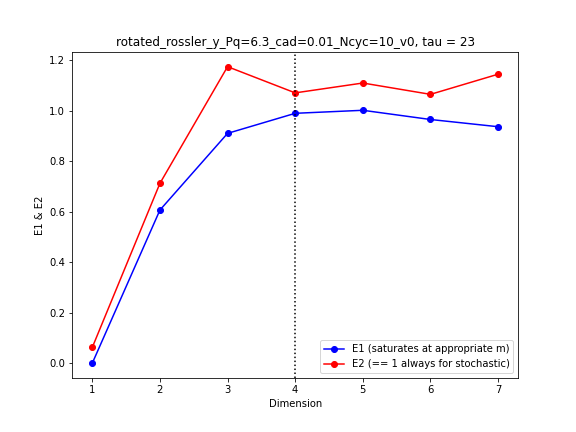 rotated_rossler_y_Pq=6.3_cad=0.01_Ncyc=10_v0, tau = 23
1.2
1.0
0.8
0.6
0.4
0.2
0.0
E1 & E2
E1 (saturates at appropriate m)
E2 (== 1 always for stochastic)
1 2 3 4 5 6 7
Dimension